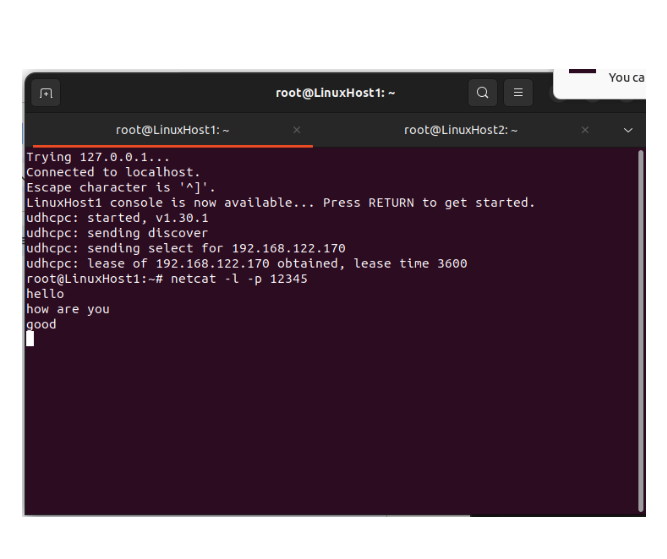 You ca
root@LinuxHost1: ~
root@LinuxHost1: ~
root@LinuxHost2: ~
Trying 127.0.0.1...
Connected to localhost.
Escape character is '^]'.
LinuxHost1 console is now available... Press RETURN to get started.
udhcpc: started, v1.30.1
udhcpc: sending discover
udhcpc: sending select for 192.168.122.170
udhcpc: lease of 192.168.122.170 obtained, lease time 3600
root@LinuxHost1:~# netcat -l -p 12345
hello
how are you
good